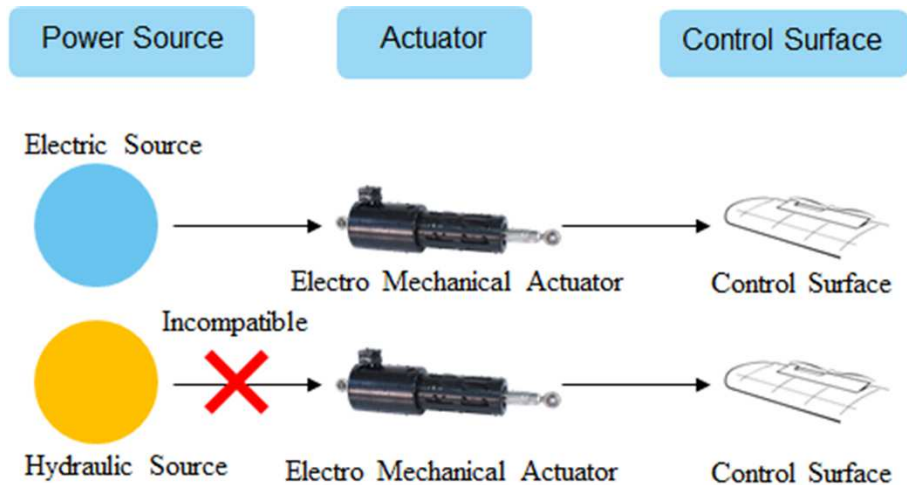 Power Source
Actuator
Control Surface
Electric Source
Electro Mechanical Actuator
Control Surface
Incompatible
Hydraulic Source
Electro Mechanical Actuator
Control Surface